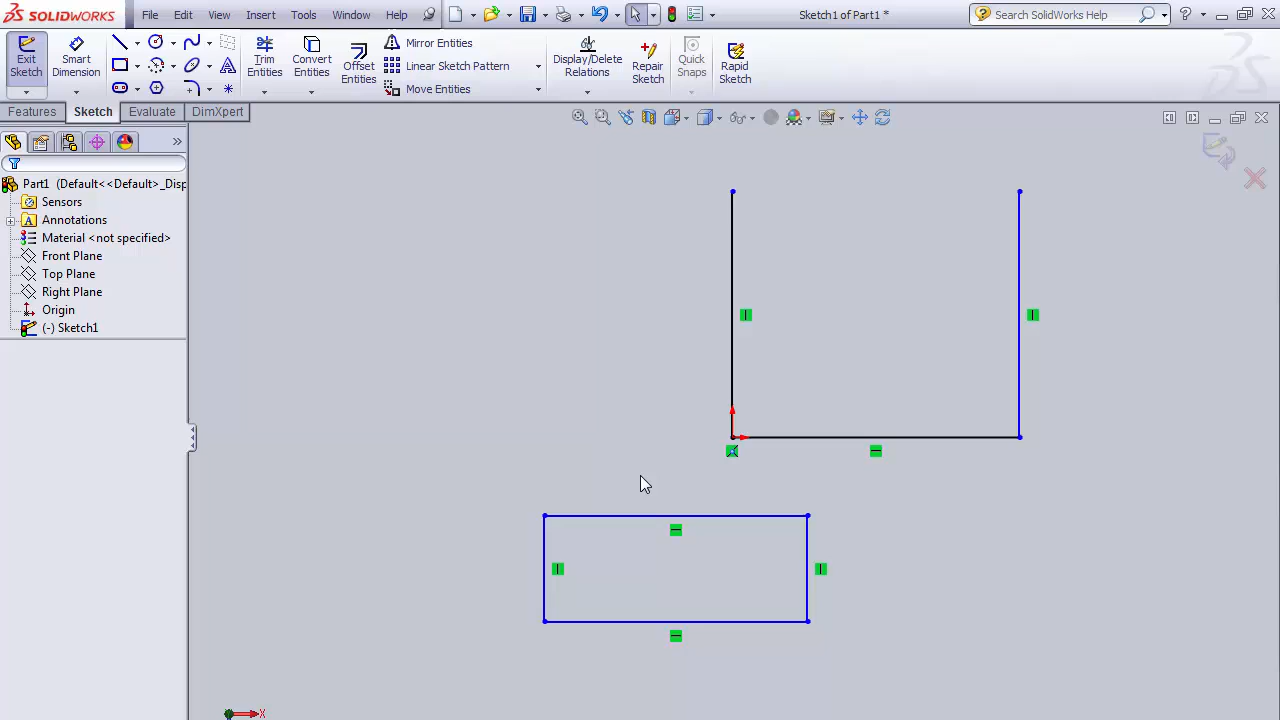 SOLIDWORKS File Edit View Insert Tools Window Help Sketch1 of Part1 * Search SolidWorks Help
Exit Sketch
Smart Dimension
Trim Entities
Convert Entities
Offset Entities
Mirror Entities
Linear Sketch Pattern
Move Entities
Display/Delete Relations
Repair Sketch
Quick Snaps
Rapid Sketch
Features Sketch Evaluate DimXpert
Part1 (Default<<Default>_Disp
Sensors
A Annotations
Material <not specified>
Front Plane
Top Plane
Right Plane
Origin
(-) Sketch1
X